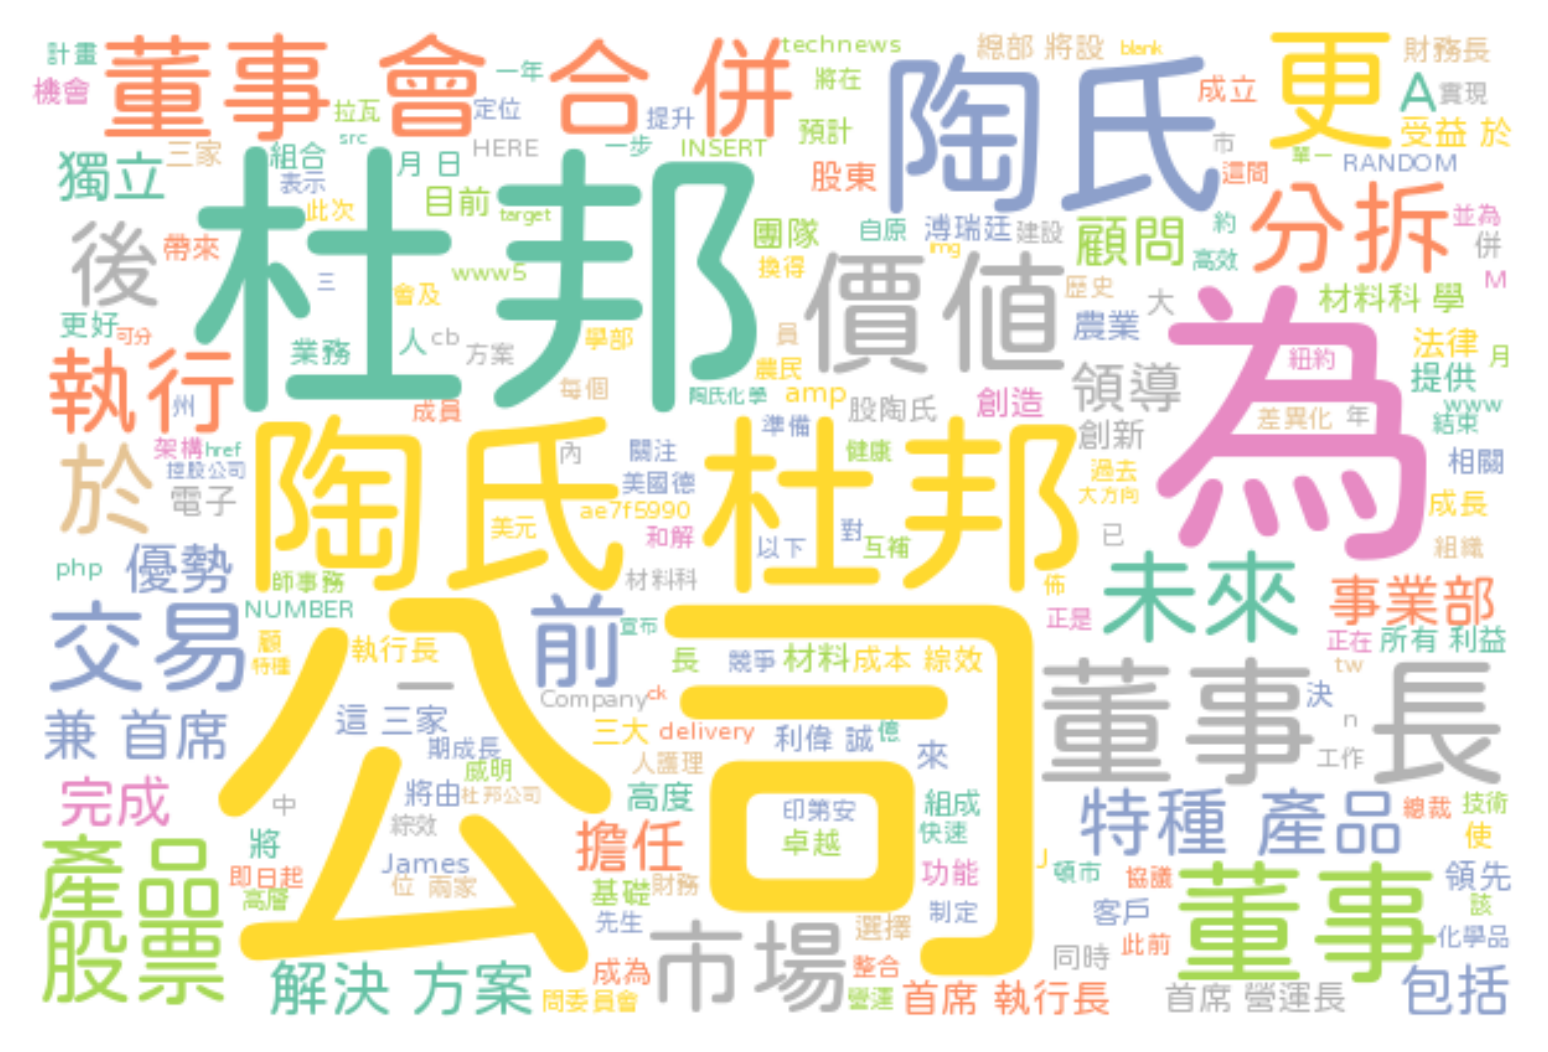 計畫
董事 會 合 併
technews
總部 將設
blank
更
財務長
機會
一年
陶氏
成立
A
實現
拉瓦
定位
提升
將在
受益 於
src
HERE
一步
INSERT
預計
市
單一
RANDOM
獨立
三家
組合
月 日
股東
這間
表示
杜邦
目前
target
分拆
並為
後
帶來
此次
團隊
自原
溥瑞廷
建設
顧問
約
併
三
www5
換得
img
價值
高效
M
更好
可分
會及
歷史
大
材料科 學
業務
人
cb
方案
學部
員
農業
為
法律
月
執行
州
每個
農民
陶氏化學
amp
股陶氏
創造
領導
紐約
提供
www
成員
準備
創新
差異化
年
結束
架構
href
陶氏 杜邦
內
關注
健康
過去
相關
於
控股公司
電子
美元
ae7f5990
美國德
大方向
成長
和解
以下
對
互補
已
組織
php
優勢
師事務
材料科
佈
未來
事業部
交易
NUMBER
前
宣布
正是
正在
所有 利益
顧
特種
執行長
公司
長
競爭
材料
成本 綜效
tw
一
Company
ck
董事 長
決
兼 首席
這 三家
三大
delivery
利偉 誠
億
n
期成長
威明
人護理
來
工作
完成
中
將由
杜邦公司
高度
印第安
組成
特種 產品
總裁
技術
將
綜效
擔任
卓越
快速
使
產品
即日起
James
位 兩家
基礎
財務
功能
J
頓市
協議
領先
高層
先生
制定
客戶
董事
該
股票
市場
選擇
此前
化學品
解決 方案
成為
整合
同時
包括
問委員會
營運
首席 執行長
首席 營運長